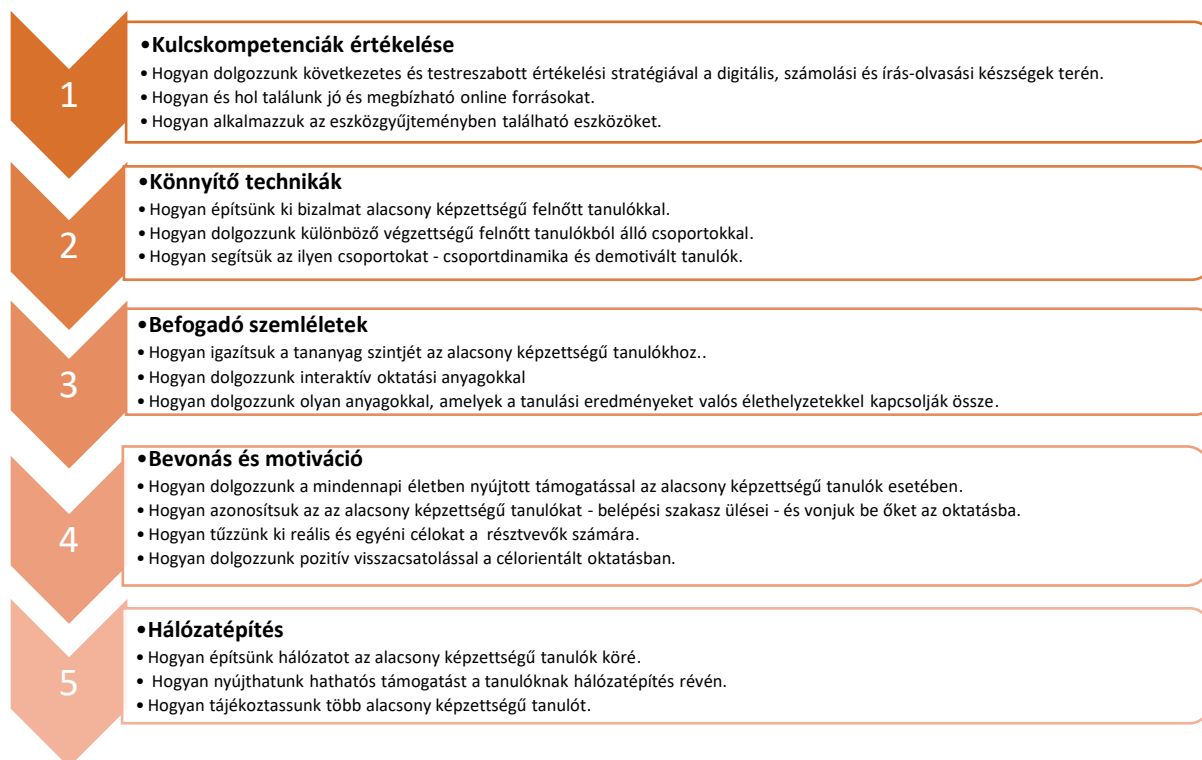 1
•Kulcskompetenciák értékelése
•Hogyan dolgozzunk következetes és testreszabott értékelési stratégiával a digitális, számolási és írás-olvasási készségek terén.
•Hogyan és hol találunk jó és megbízható online forrásokat.
•Hogyan alkalmazzuk az eszközgyűjteményben található eszközöket.
2
•Könnyítő technikák
•Hogyan építsünk ki bizalmat alacsony képzettségű felnőtt tanulókkal.
•Hogyan dolgozzunk különböző végzettségű felnőtt tanulókból álló csoportokkal.
•Hogyan segítsük az ilyen csoportokat - csoportdinamika és demotivált tanulók.
3
•Befogadó szemléletek
•Hogyan igazítsuk a tananyag szintjét az alacsony képzettségű tanulókhoz..
•Hogyan dolgozzunk interaktív oktatási anyagokkal
•Hogyan dolgozzunk olyan anyagokkal, amelyek a tanulási eredményeket valós élethelyzetekkel kapcsolják össze.
4
•Bevonás és motiváció
•Hogyan dolgozzunk a mindennapi életben nyújtott támogatással az alacsony képzettségű tanulók esetében.
•Hogyan azonosítsuk az az alacsony képzettségű tanulókat - belépési szakasz ülései - és vonjuk be őket az oktatásba.
•Hogyan tűzzünk ki reális és egyéni célokat a résztvevők számára.
•Hogyan dolgozzunk pozitív visszacsatolással a célorientált oktatásban.
5
•Hálózatépítés
•Hogyan építsünk hálózatot az alacsony képzettségű tanulók köré.
• Hogyan nyújthatunk hathatós támogatást a tanulóknak hálózatépítés révén.
•Hogyan tájékoztassunk több alacsony képzettségű tanulót.